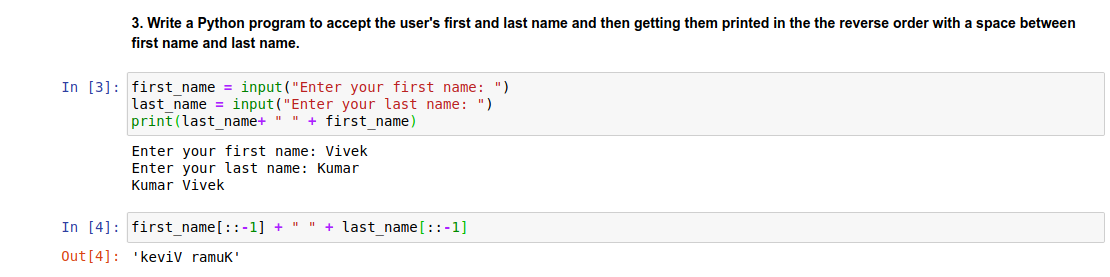 3. Write a Python program to accept the user's first and last name and then getting them printed in the the reverse order with a space between
first name and last name.
In [3]: first_name = input("Enter your first name: ")
last_name = input("Enter your last name: ")
print(last_name+ " " + first_name)
Enter your first name: Vivek
Enter your last name: Kumar
Kumar Vivek
In [4]: first_name[::-1] + " " + last_name[::-1]
Out[4]: 'keviV ramuK'